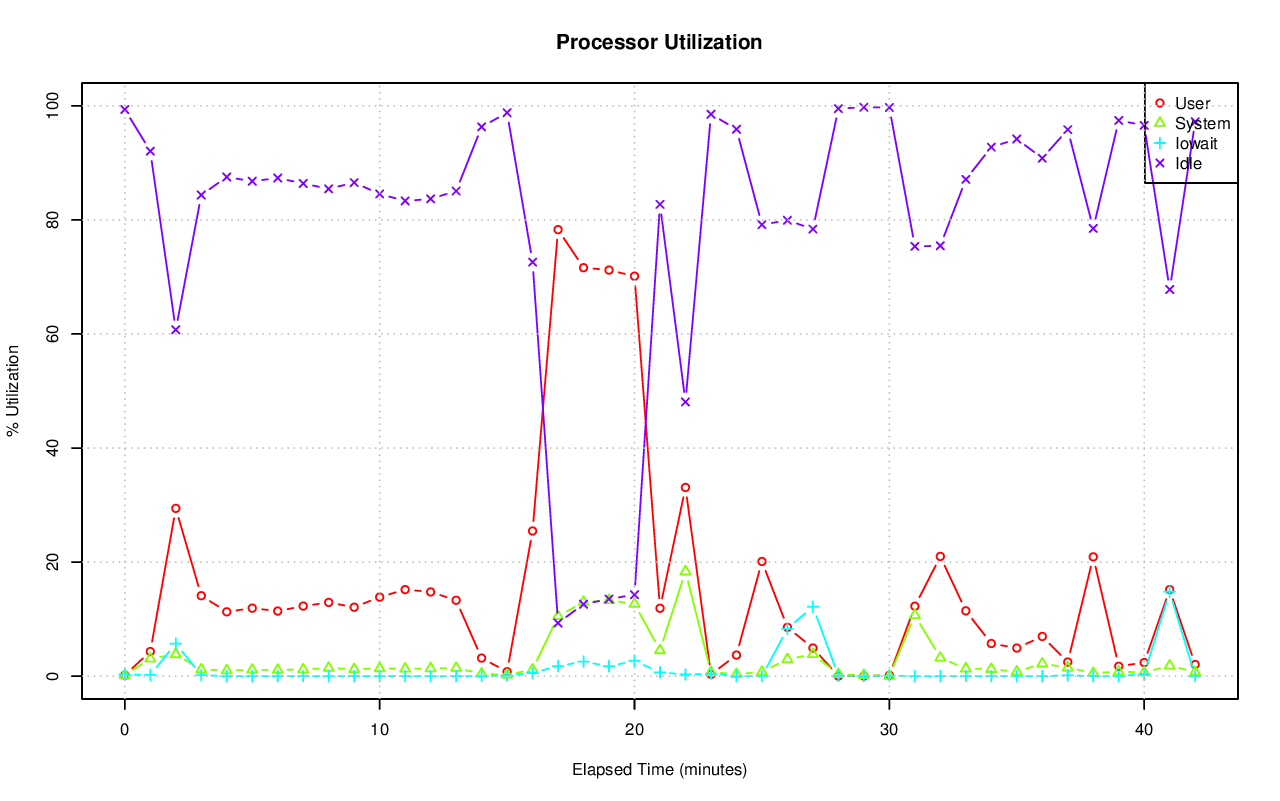 Processor Utilization
% Utilization
100
80
60
40
20
0
User
System
Iowait
Idle
0 10 20 30 40
Elapsed Time (minutes)